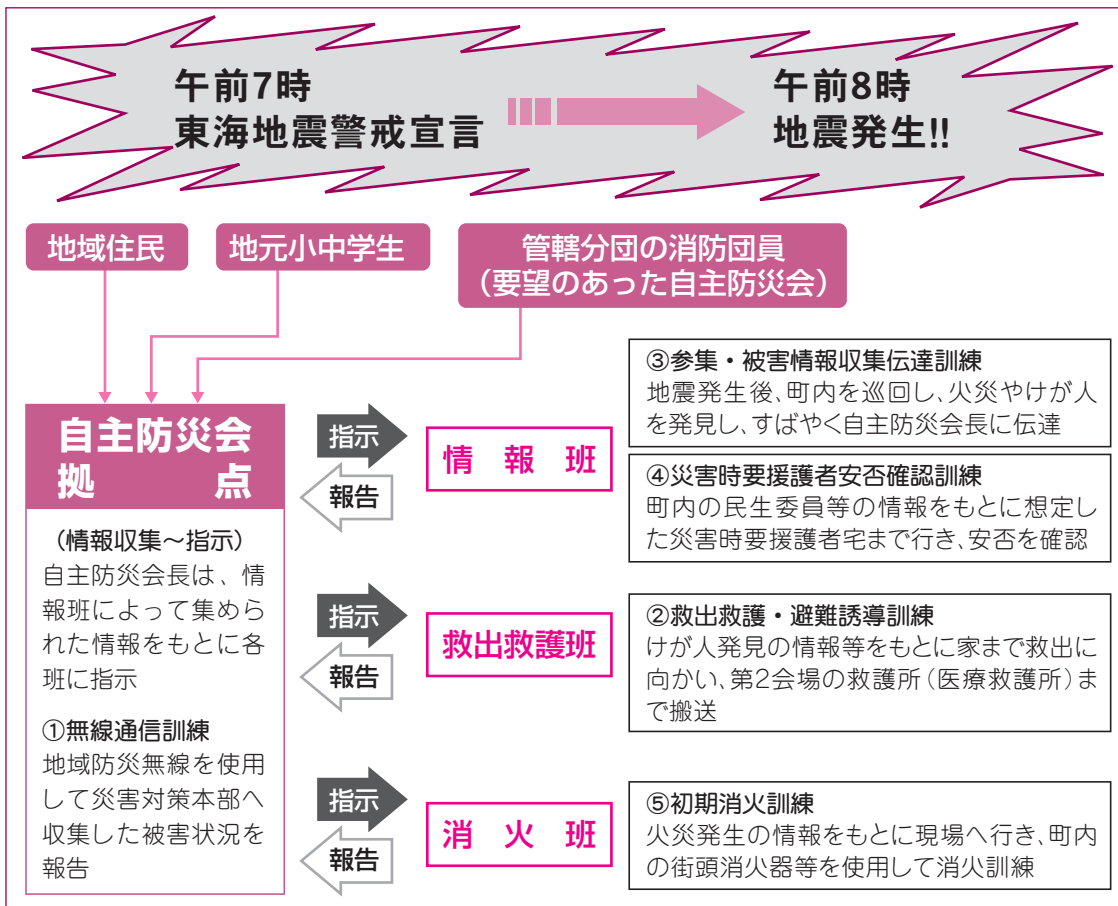 午前7時
東海地震警戒宣言
午前8時
地震発生!!
地域住民
地元小中学生
管轄分団の消防団員
（要望のあった自主防災会）
自主防災会
拠点
（情報収集～指示）
自主防災会長は、情
報班によって集めら
れた情報をもとに各
班に指示
①無線通信訓練
地域防災無線を使用
して災害対策本部へ
収集した被害状況を
報告
指示
報告
情報班
③参集・被害情報収集伝達訓練
地震発生後、町内を巡回し、火災やけが人
を発見し、すばやく自主防災会長に伝達
④災害時要援護者安否確認訓練
町内の民生委員等の情報をもとに想定し
た災害時要援護者宅まで行き、安否を確認
指示
報告
救出救護班
②救出救護・避難誘導訓練
けが人発見の情報等をもとに家まで救出に
向かい、第2会場の救護所（医療救護所）ま
で搬送
指示
報告
消火班
⑤初期消火訓練
火災発生の情報をもとに現場へ行き、町内
の街頭消火器等を使用して消火訓練